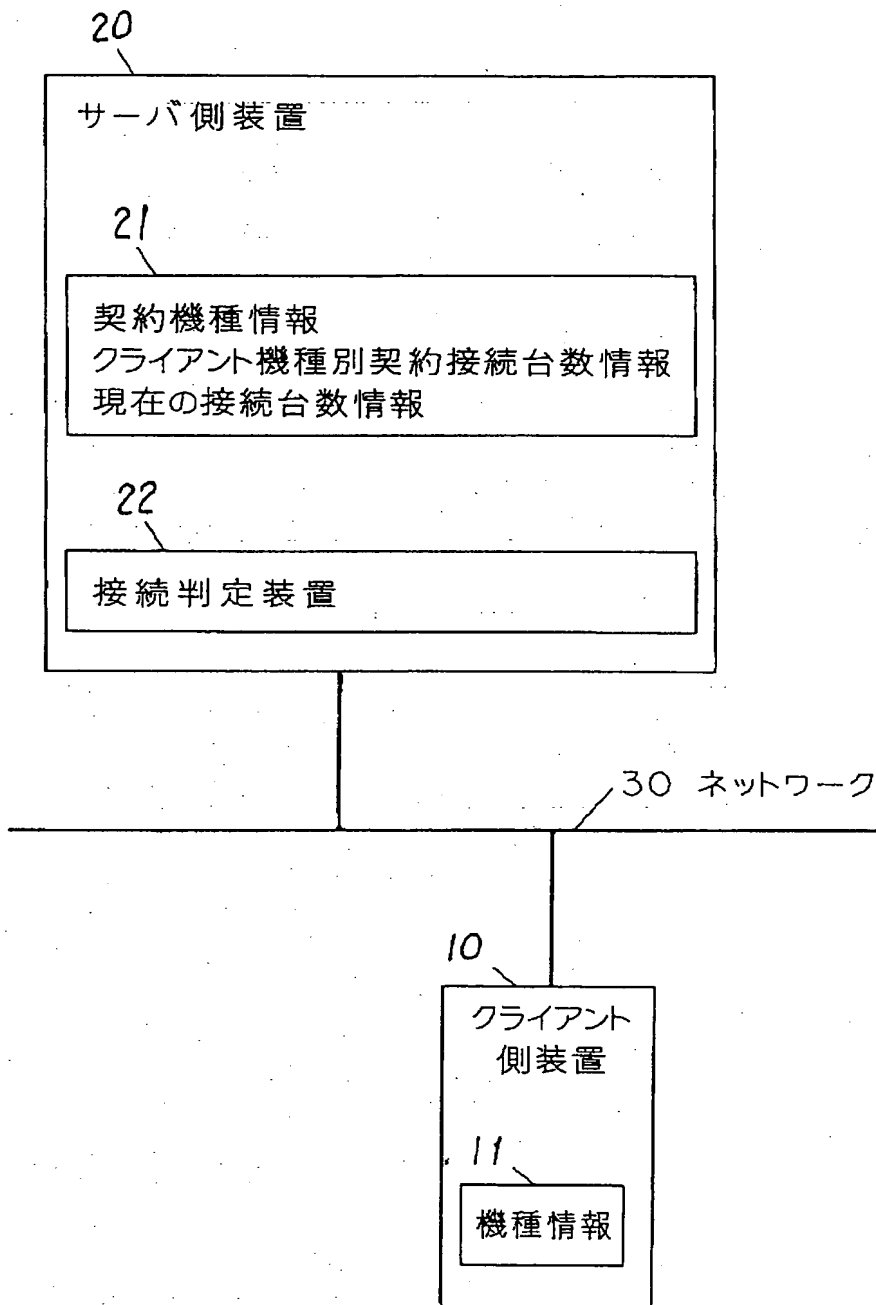 20
サーバ側装置
21
契約機種情報
クライアント機種別契約接続台数情報
現在の接続台数情報
22
接続判定装置
30 ネットワーク
10
クライアント
側装置
11
機種情報